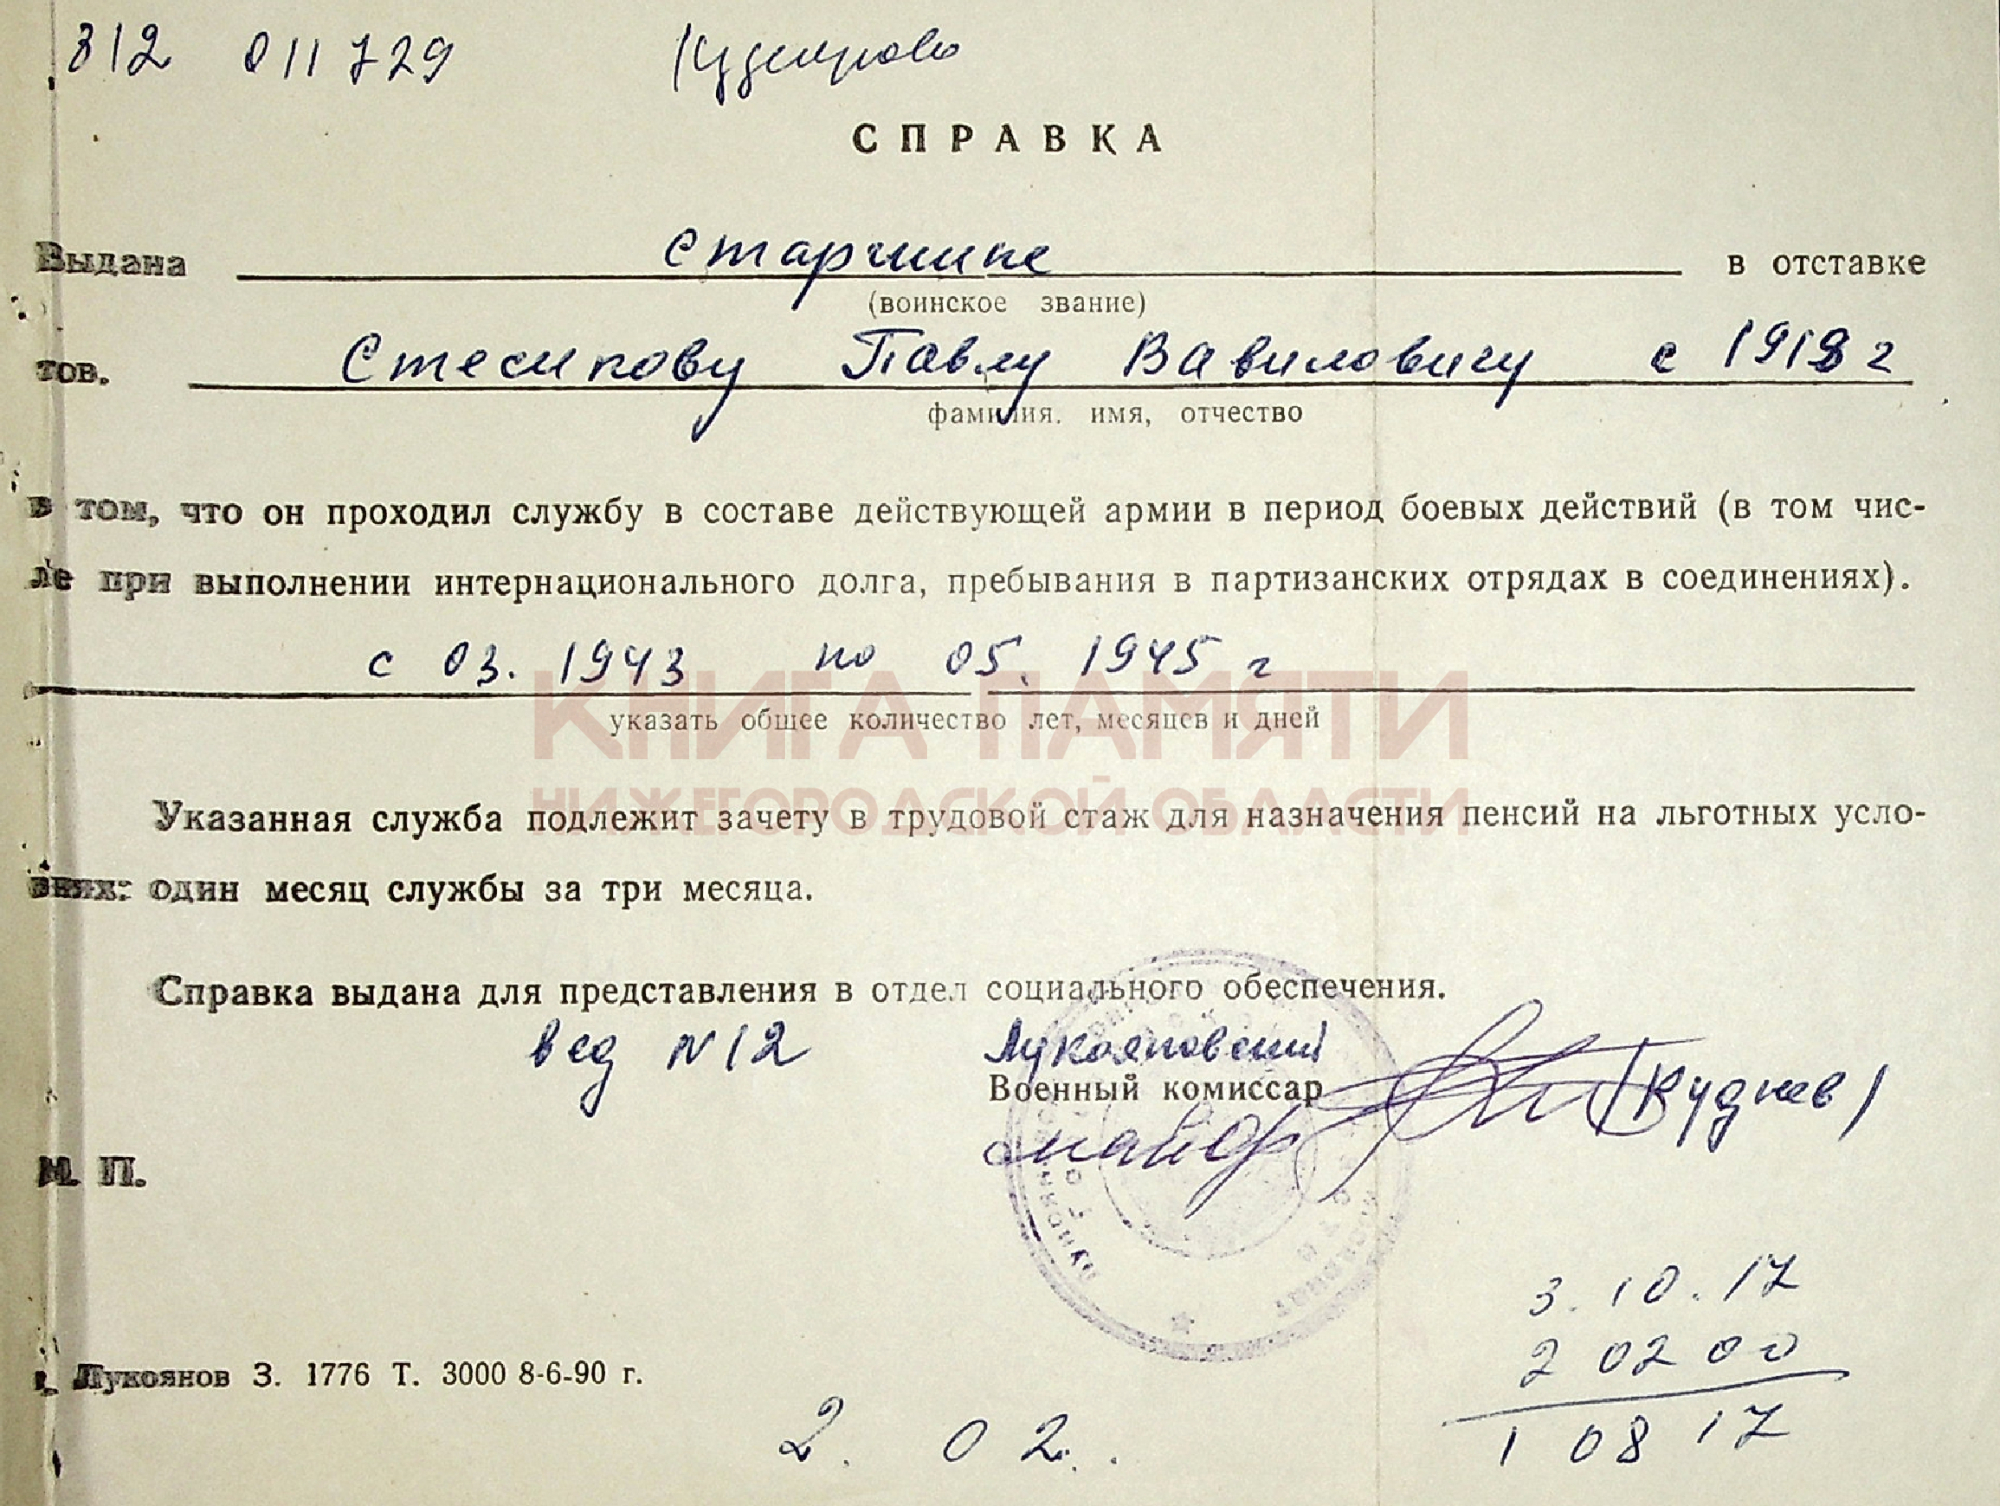 312 011729
СПРАВКА
Выдана старшине в отставке
(воинское звание)
тов. Стесикову Павлу Вавиловичу с 1918 г
фамилия. имя, отчество
в том, что он проходил службу в составе действующей армии в период боевых действий (в том чис-
ле при выполнении интернационального долга, пребывания в партизанских отрядах в соединениях).
с 03. 1943 по 05. 1945 г
КНИГА ПАМЯТИ
указать общее количество лет, месяцев и дней
НИЖЕГОРОДСКОЙ ОБЛАСТИ
Указанная служба подлежит зачету в трудовой стаж для назначения пенсий на льготных усло-
виях: один месяц службы за три месяца.
Справка выдана для представления в отдел социального обеспечения.
вед N12 Лукояновский
Военный комиссар
майор
М. П.
3. 10. 17
2 02 00
1 08 17
Лукоянов З. 1776 Т. 3000 8-6-90 г.
2. 02.